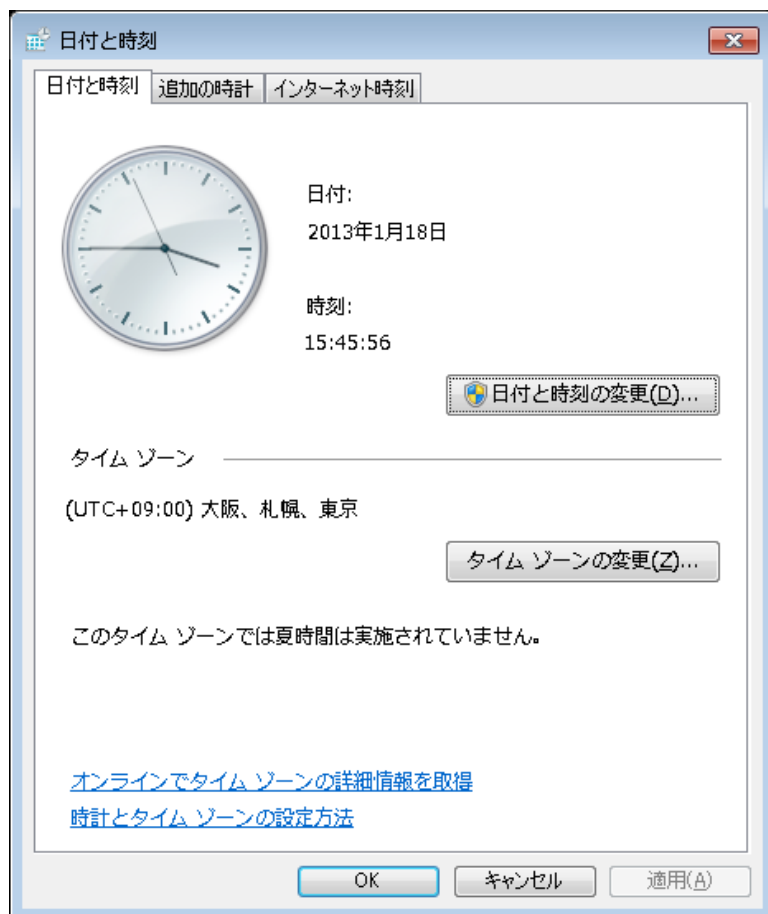 日付と時刻
日付と時刻 追加の時計 インターネット時刻
日付:
2013年1月18日
時刻:
15:45:56
日付と時刻の変更(D)...
タイム ゾーン
(UTC+09:00) 大阪、札幌、東京
タイム ゾーンの変更(Z)...
このタイム ゾーンでは夏時間は実施されていません。
オンラインでタイム ゾーンの詳細情報を取得
時計とタイム ゾーンの設定方法
OK キャンセル 適用(A)